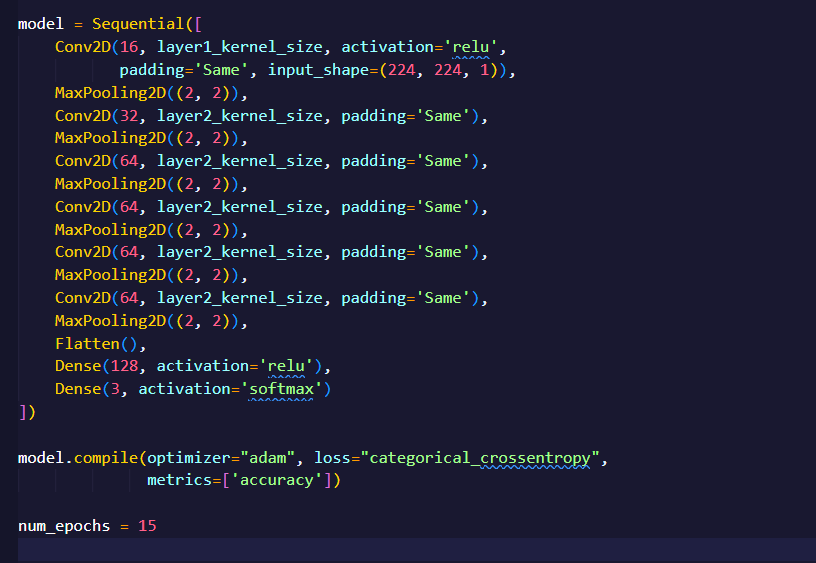 model = Sequential([
    Conv2D(16, layer1_kernel_size, activation='relu',
           padding='Same', input_shape=(224, 224, 1)),
    MaxPooling2D((2, 2)),
    Conv2D(32, layer2_kernel_size, padding='Same'),
    MaxPooling2D((2, 2)),
    Conv2D(64, layer2_kernel_size, padding='Same'),
    MaxPooling2D((2, 2)),
    Conv2D(64, layer2_kernel_size, padding='Same'),
    MaxPooling2D((2, 2)),
    Conv2D(64, layer2_kernel_size, padding='Same'),
    MaxPooling2D((2, 2)),
    Conv2D(64, layer2_kernel_size, padding='Same'),
    MaxPooling2D((2, 2)),
    Flatten(),
    Dense(128, activation='relu'),
    Dense(3, activation='softmax')
])

model.compile(optimizer="adam", loss="categorical_crossentropy",
              metrics=['accuracy'])

num_epochs = 15